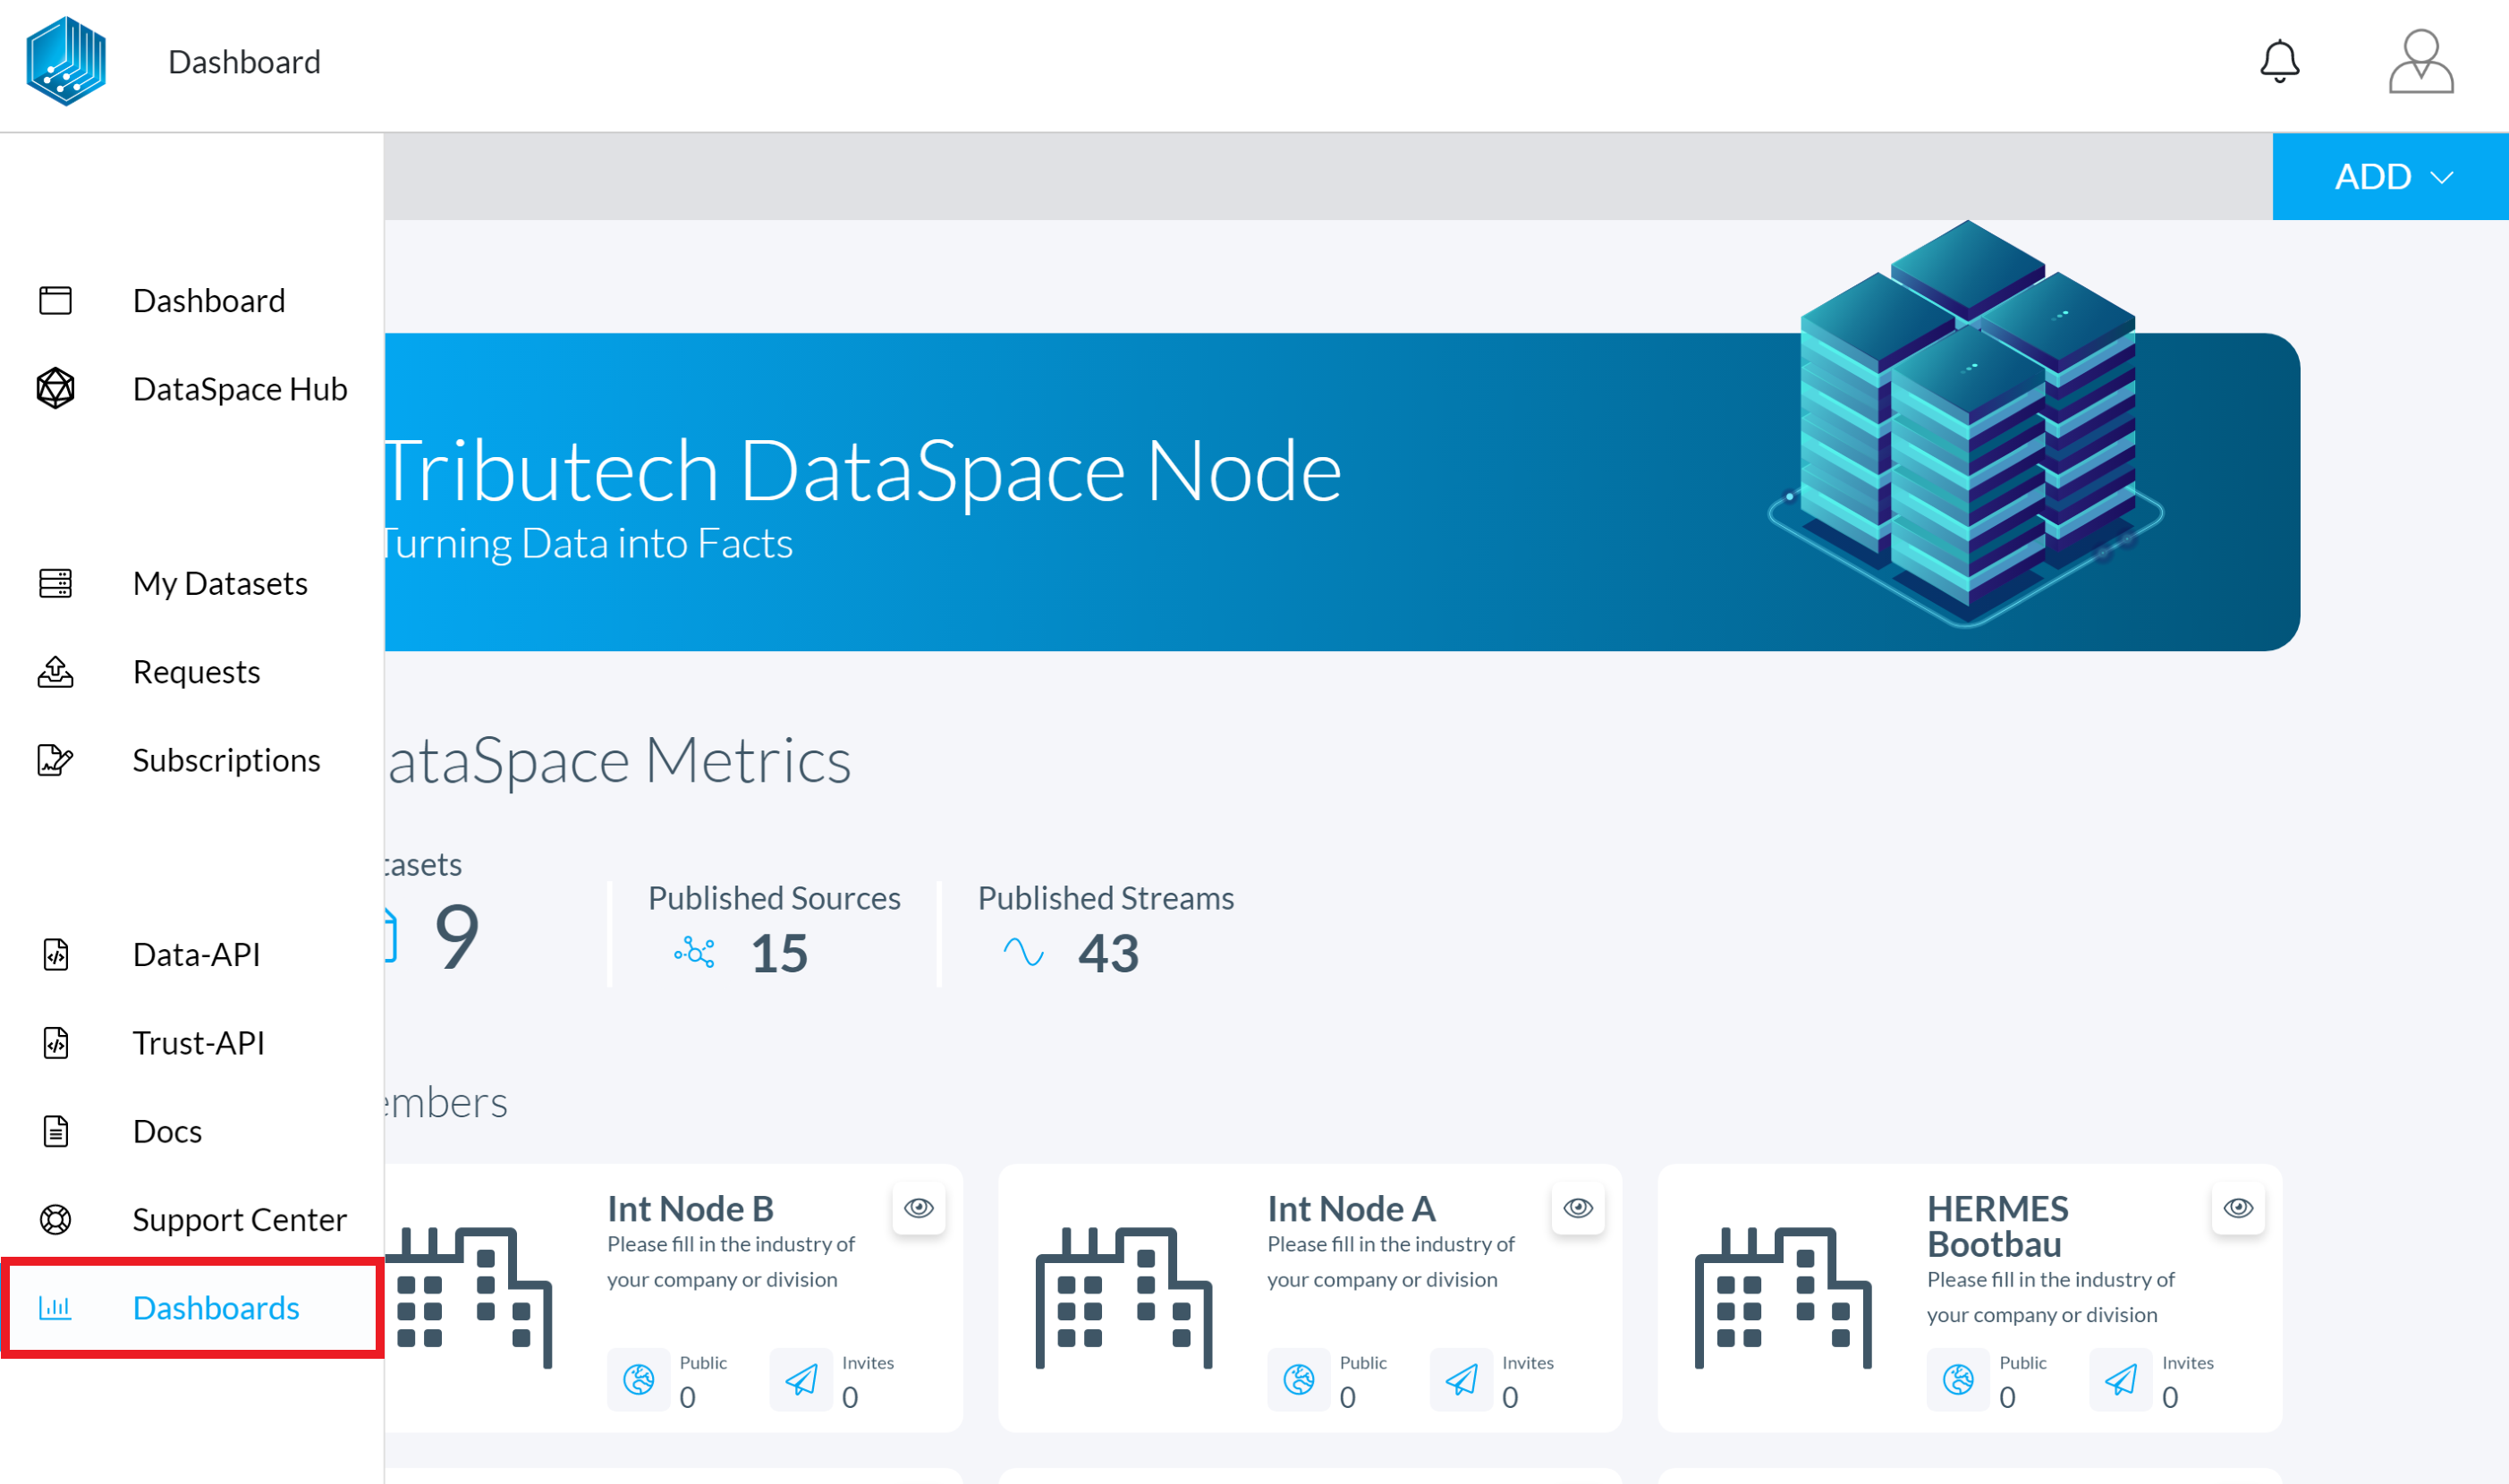 Dashboard
ADD
Dashboard
DataSpace Hub
My Datasets
Requests
Subscriptions
Data-API
Trust-API
Docs
Support Center
Dashboards
Tributech DataSpace Node
Turning Data into Facts
ataSpace Metrics
tasets
9
Published Sources
15
Published Streams
43
embers
Int Node B
Please fill in the industry of
your company or division
Public
0
Invites
0
Int Node A
Please fill in the industry of
your company or division
Public
0
Invites
0
HERMES
Bootbau
Please fill in the industry of
your company or division
Public
0
Invites
0